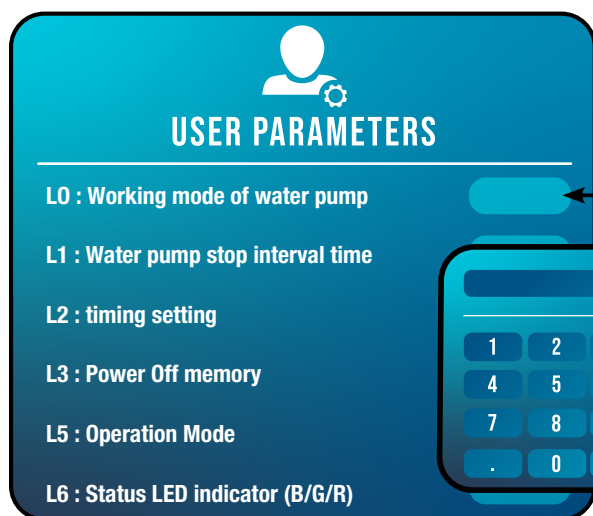 USER PARAMETERS
L0 : Working mode of water pump
L1 : Water pump stop interval time
L2 : timing setting
L3 : Power Off memory
L5 : Operation Mode
L6 : Status LED indicator (B/G/R)
1 2
4 5
7 8
. 0